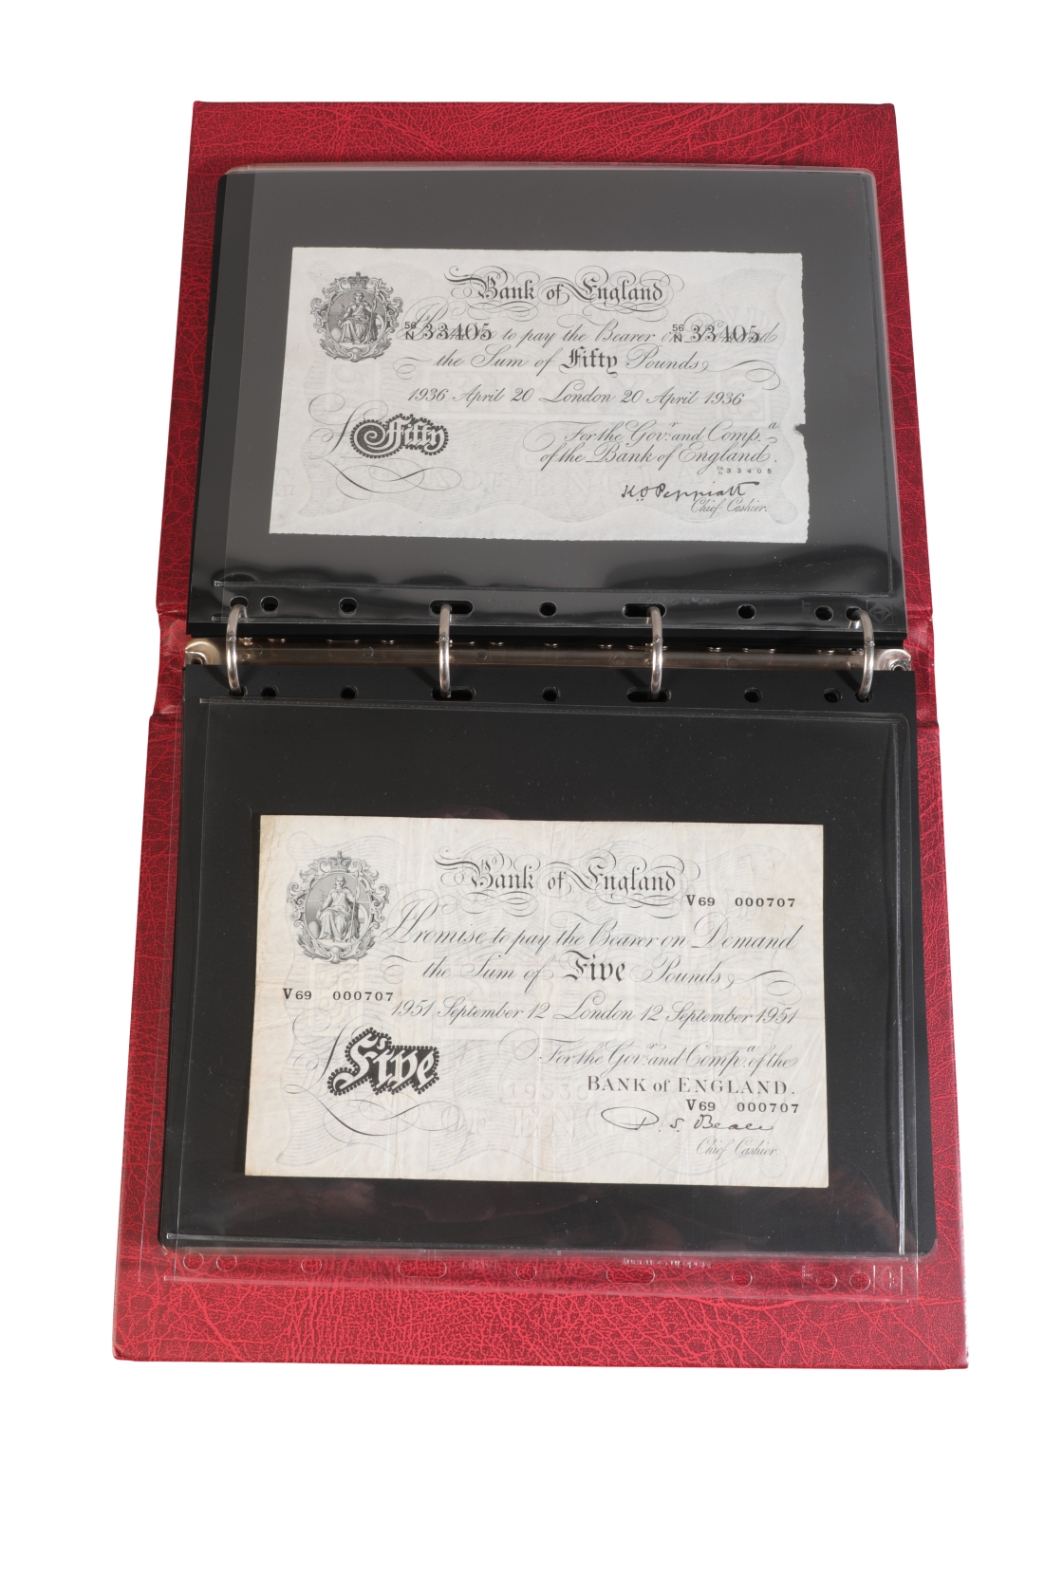 Bank of England
56/N 33405 56/N 33405
to pay the Bearer
the Sum of Fifty Pounds
1936 April 20 London 20 April 1936
Fifty
For the Govr. and Compa.
of the Bank of England.
33405
K.O. Peppiatt
Chief Cashier.
Bank of England
V69 000707
I Promise to pay the Bearer on Demand
the Sum of Five Pounds
V69 000707
1951 September 12 London 12 September 1951
Five
For the Govr. and Compa. of the
BANK of ENGLAND.
V69 000707
P. S. Beale
Chief Cashier.